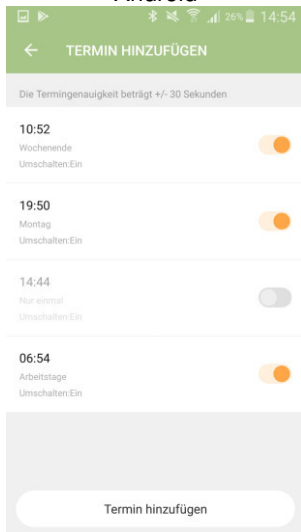 Android
26% 14:54
TERMIN HINZUFÜGEN
Die Termingenauigkeit beträgt +/- 30 Sekunden
10:52
Wochenende
Umschalten:Ein
19:50
Montag
Umschalten:Ein
14:44
Nur einmal
Umschalten:Ein
06:54
Arbeitstage
Umschalten:Ein
Termin hinzufügen